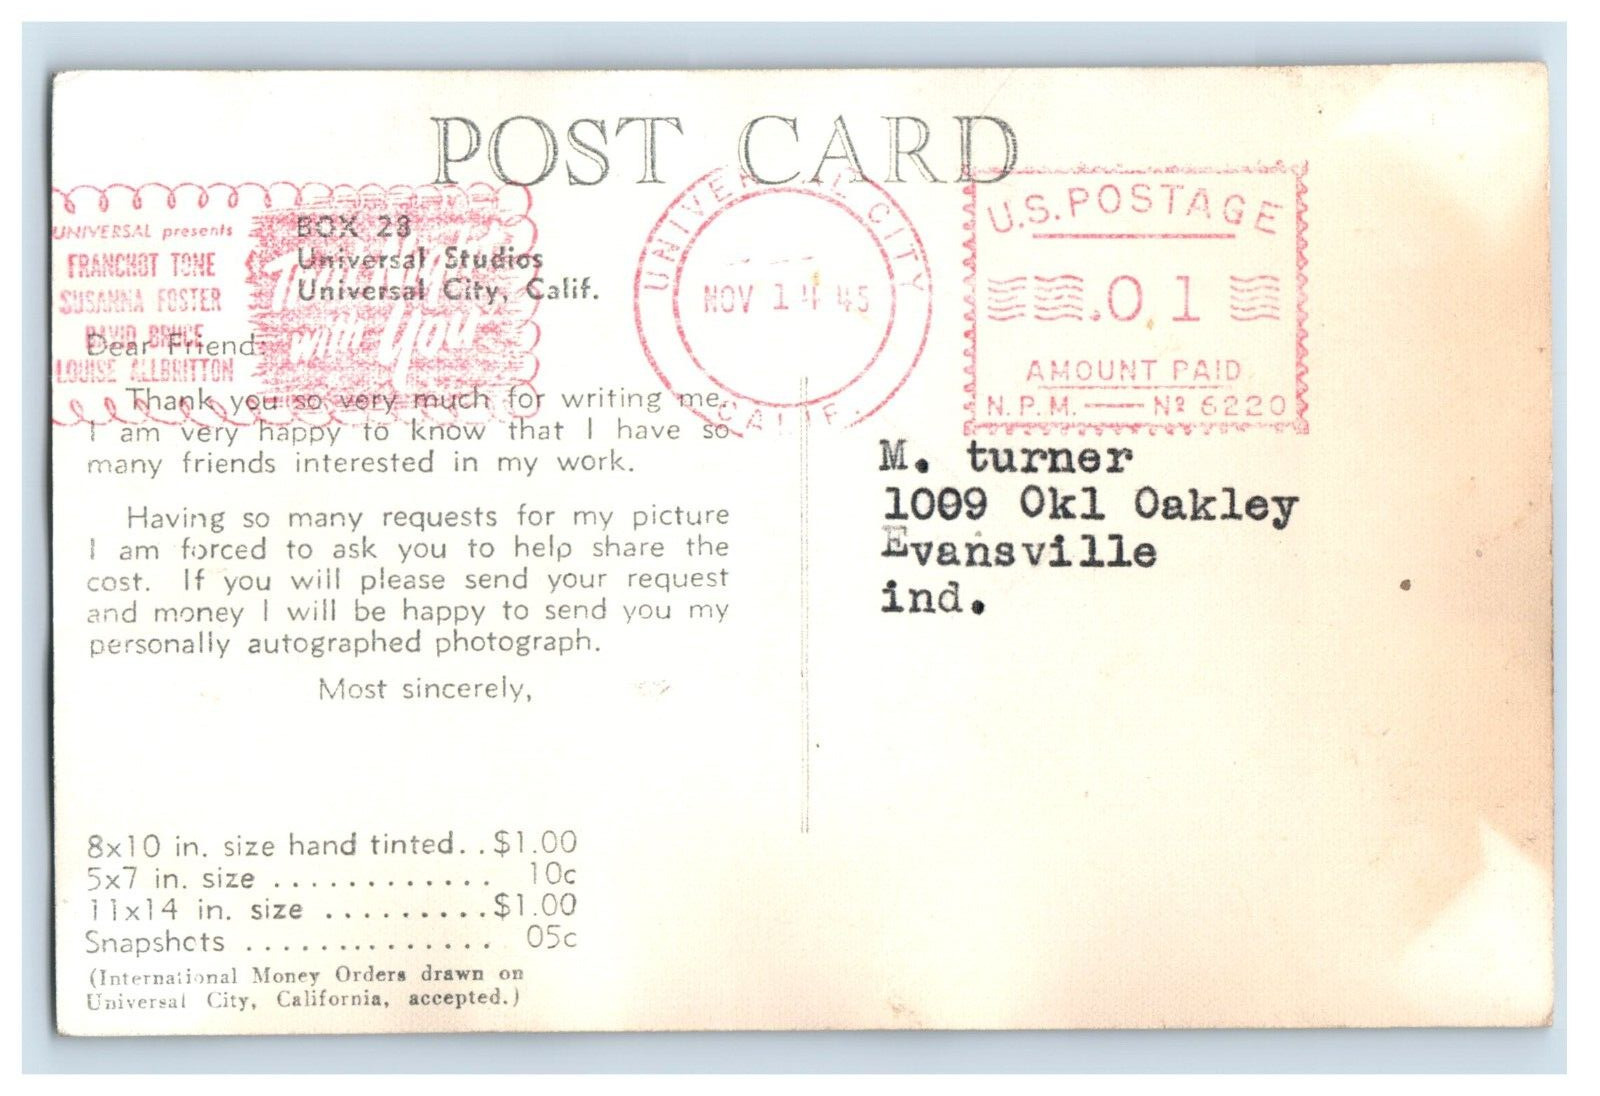 POST CARD
UNIVERSAL presents
FRANCHOT TONE
SUSANNA FOSTER
DAVID BRUCE
LOUISE ALLBRITTON
That Night
with You
BOX 28
Universal Studios
Universal City, Calif.
UNIVERSAL CITY
NOV 14 45
CALIF.
U.S. POSTAGE
.01
AMOUNT PAID
N.P.M. — Nº 6220
Dear Friend:
Thank you so very much for writing me.
I am very happy to know that I have so
many friends interested in my work.
Having so many requests for my picture
I am forced to ask you to help share the
cost. If you will please send your request
and money I will be happy to send you my
personally autographed photograph.
Most sincerely,
M. turner
1009 Okl Oakley
Evansville
ind.
8x10 in. size hand tinted. . $1.00
5x7 in. size . . . . . . . . . . . . 10c
11x14 in. size . . . . . . . . . $1.00
Snapshots . . . . . . . . . . . . . . 05c
(International Money Orders drawn on
Universal City, California, accepted.)